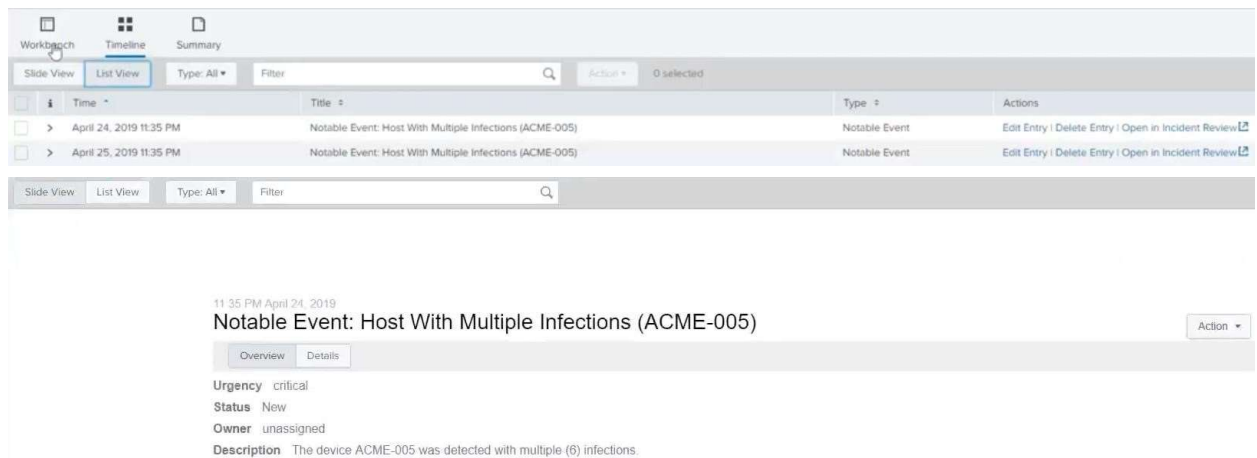 Workbench Timeline Summary
Slide View List View Type: All Filter Action 0 selected
i Time Title Type Actions
April 24, 2019 11:35 PM Notable Event: Host With Multiple Infections (ACME-005) Notable Event Edit Entry | Delete Entry | Open in Incident Review
April 25, 2019 11:35 PM Notable Event: Host With Multiple Infections (ACME-005) Notable Event Edit Entry | Delete Entry | Open in Incident Review
Slide View List View Type: All Filter
11:35 PM April 24, 2019
Notable Event: Host With Multiple Infections (ACME-005)
Action
Overview Details
Urgency critical
Status New
Owner unassigned
Description The device ACME-005 was detected with multiple (6) infections.